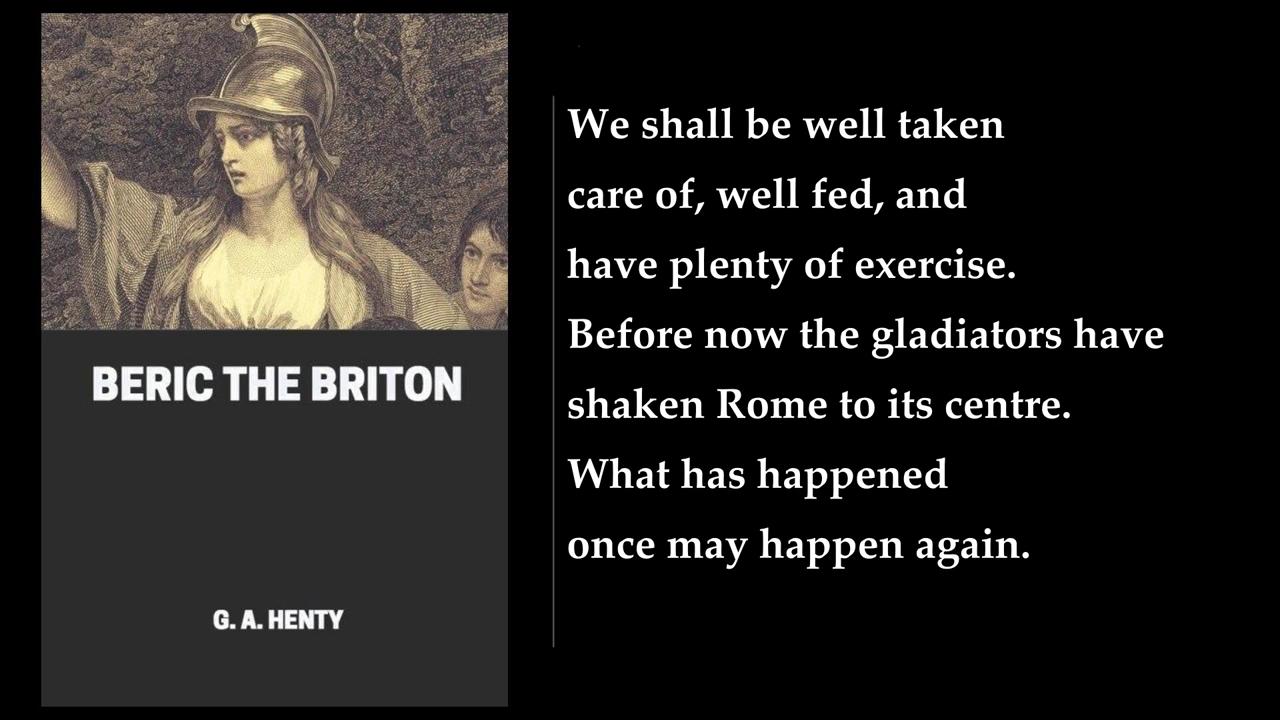 BERIC THE BRITON
G. A. HENTY
We shall be well taken
care of, well fed, and
have plenty of exercise.
Before now the gladiators have
shaken Rome to its centre.
What has happened
once may happen again.